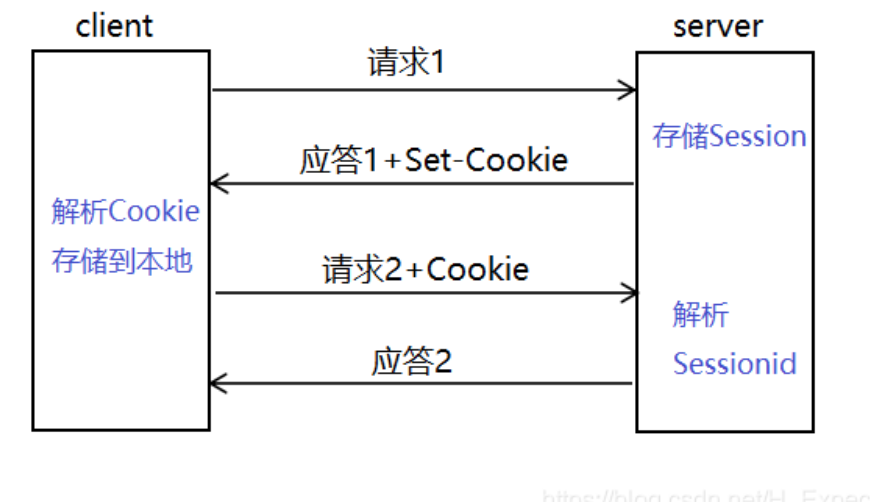 client
server
请求1
存储Session
应答1+Set-Cookie
解析Cookie
存储到本地
请求2+Cookie
解析
Sessionid
应答2
https://blog.csdn.net/H_Expec